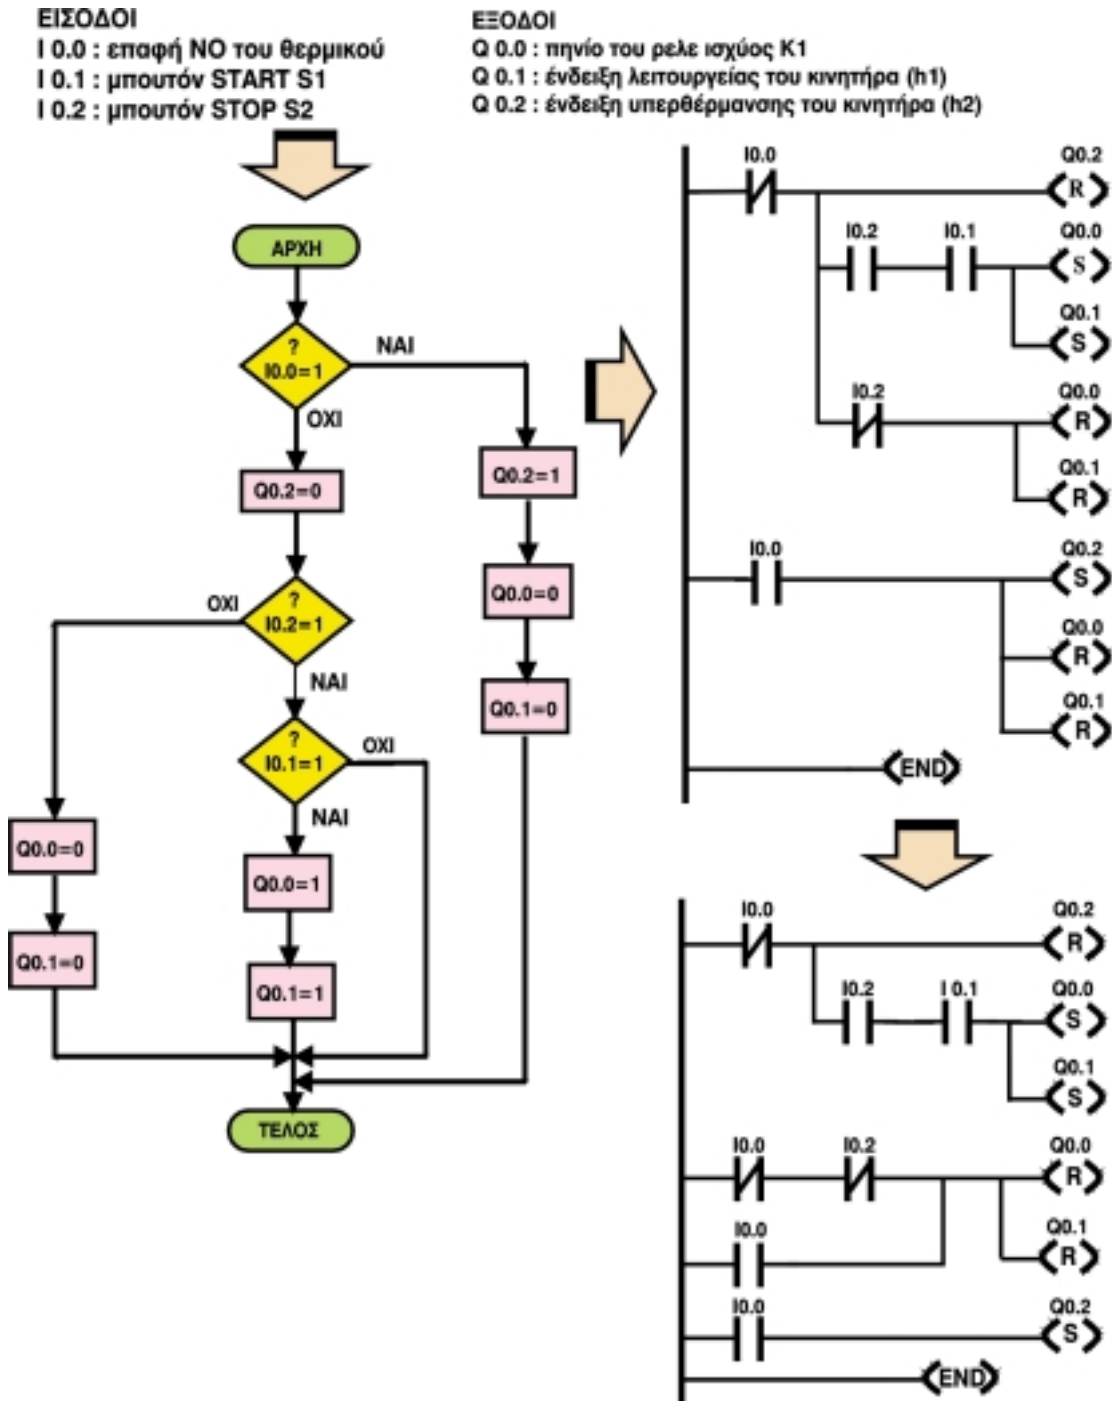 ΕΙΣΟΔΟΙ
I 0.0 : επαφή NO του θερμικού
I 0.1 : μπουτόν START S1
I 0.2 : μπουτόν STOP S2
ΕΞΟΔΟΙ
Q 0.0 : πηνίο του ρελε ισχύος K1
Q 0.1 : ένδειξη λειτουργείας του κινητήρα (h1)
Q 0.2 : ένδειξη υπερθέρμανσης του κινητήρα (h2)
ΑΡΧΗ
?
I0.0=1
ΝΑΙ
ΟΧΙ
Q0.2=0
Q0.2=1
Q0.0=0
Q0.1=0
?
I0.2=1
ΟΧΙ
ΝΑΙ
?
I0.1=1
ΟΧΙ
ΝΑΙ
Q0.0=0
Q0.1=0
Q0.0=1
Q0.1=1
ΤΕΛΟΣ
I0.0
Q0.2
R
I0.2
I0.1
Q0.0
S
Q0.1
S
I0.2
Q0.0
R
Q0.1
R
I0.0
Q0.2
S
Q0.0
R
Q0.1
R
END
I0.0
Q0.2
R
I0.2
I 0.1
Q0.0
S
Q0.1
S
I0.0
I0.2
Q0.0
R
I0.0
Q0.1
R
I0.0
Q0.2
S
END